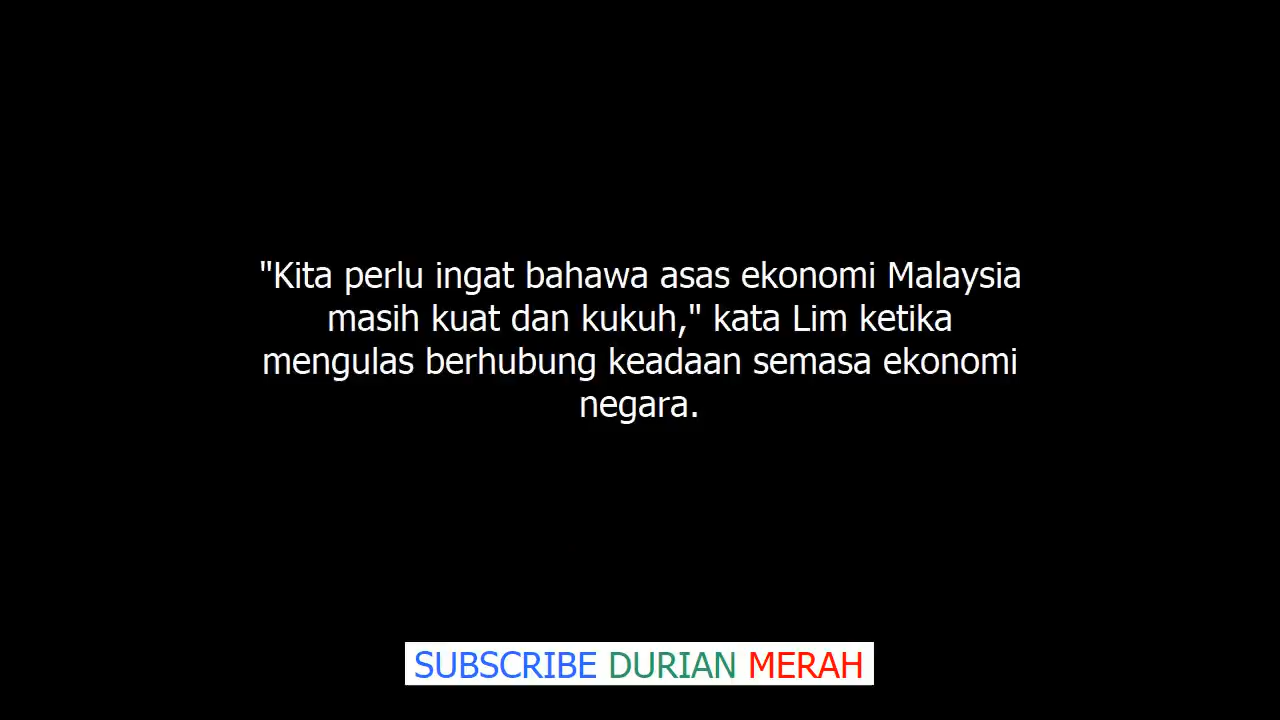 "Kita perlu ingat bahawa asas ekonomi Malaysia
masih kuat dan kukuh," kata Lim ketika
mengulas berhubung keadaan semasa ekonomi
negara.
SUBSCRIBE DURIAN MERAH